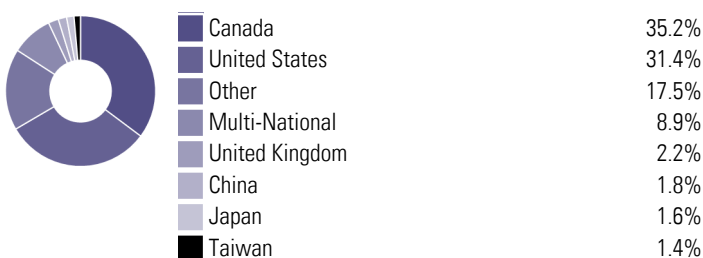 Canada 35.2%
United States 31.4%
Other 17.5%
Multi-National 8.9%
United Kingdom 2.2%
China 1.8%
Japan 1.6%
Taiwan 1.4%